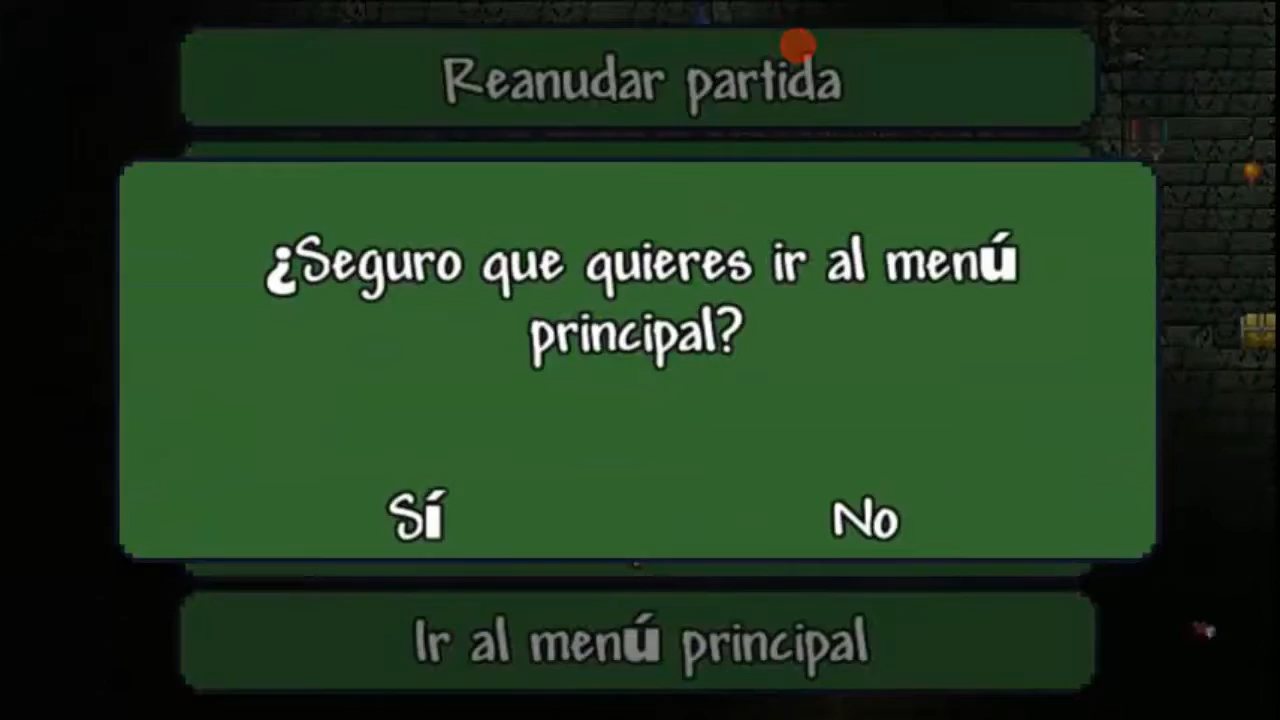 Reanudar partida
¿Seguro que quieres ir al menú
principal?
Sí
No
Ir al menú principal